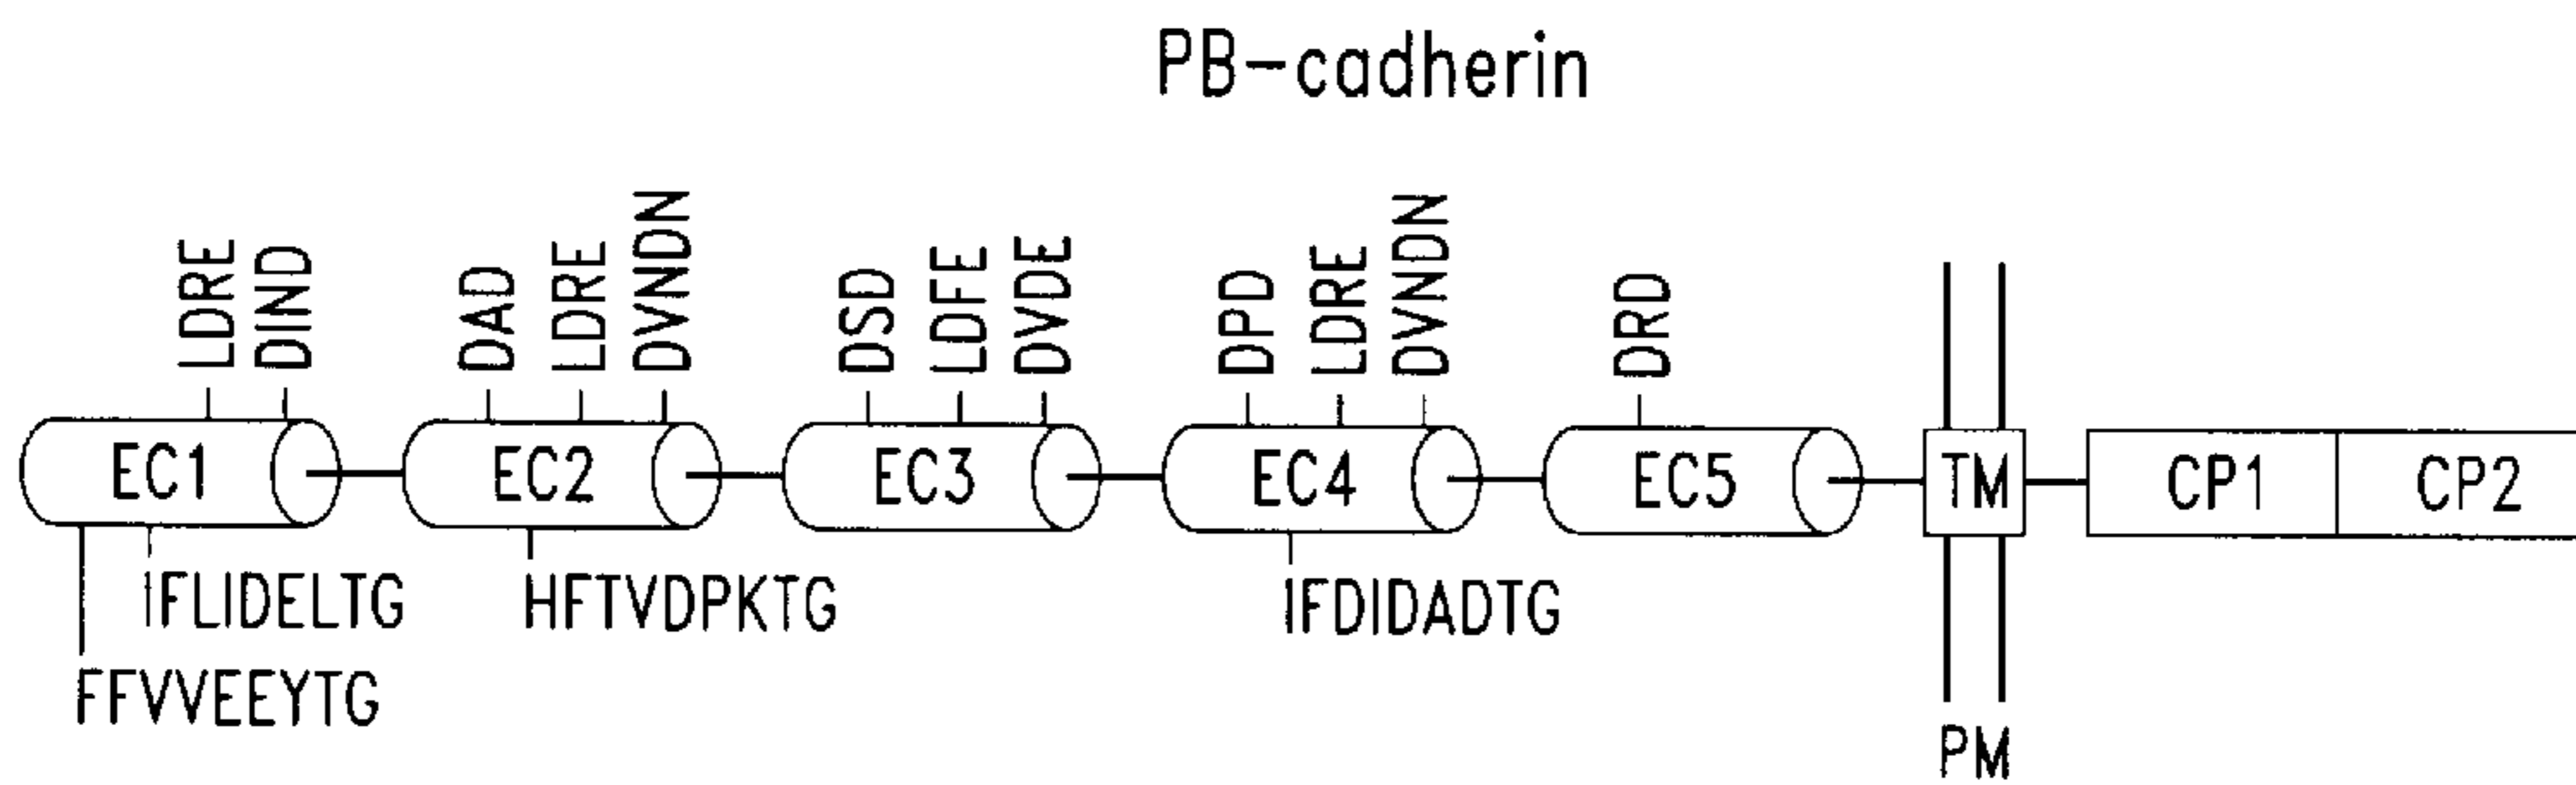 PB-cadherin
LDRE
DIND
DAD
LDRE
DVNDN
DSD
LDFE
DVDE
DPD
LDRE
DVNDN
DRD
EC1
EC2
EC3
EC4
EC5
TM
CP1
CP2
IFLIDELTG
HFTVDPKTG
IFDIDADTG
FFVVEEYTG
PM